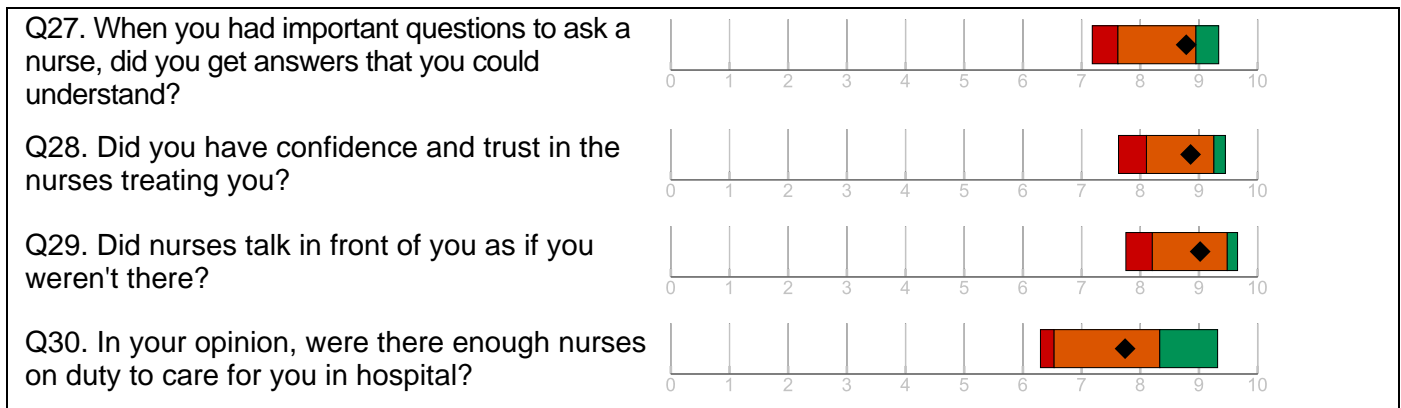 Q27. When you had important questions to ask a
nurse, did you get answers that you could
understand?
0 1 2 3 4 5 6 7 8 9 10
Q28. Did you have confidence and trust in the
nurses treating you?
0 1 2 3 4 5 6 7 8 9 10
Q29. Did nurses talk in front of you as if you
weren't there?
0 1 2 3 4 5 6 7 8 9 10
Q30. In your opinion, were there enough nurses
on duty to care for you in hospital?
0 1 2 3 4 5 6 7 8 9 10